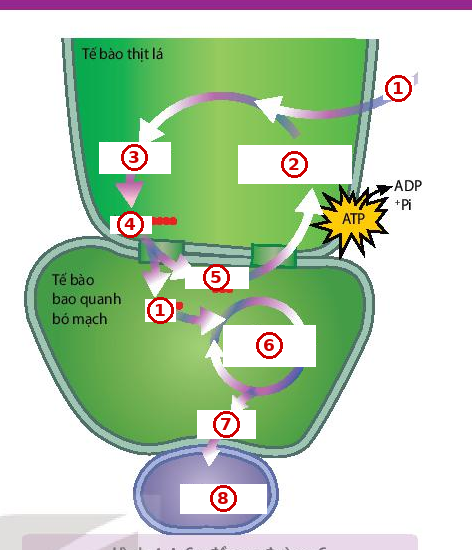 Tế bào thịt lá
1
3
2
4
ADP
+Pi
ATP
5
Tế bào
bao quanh
bó mạch
1
6
7
8